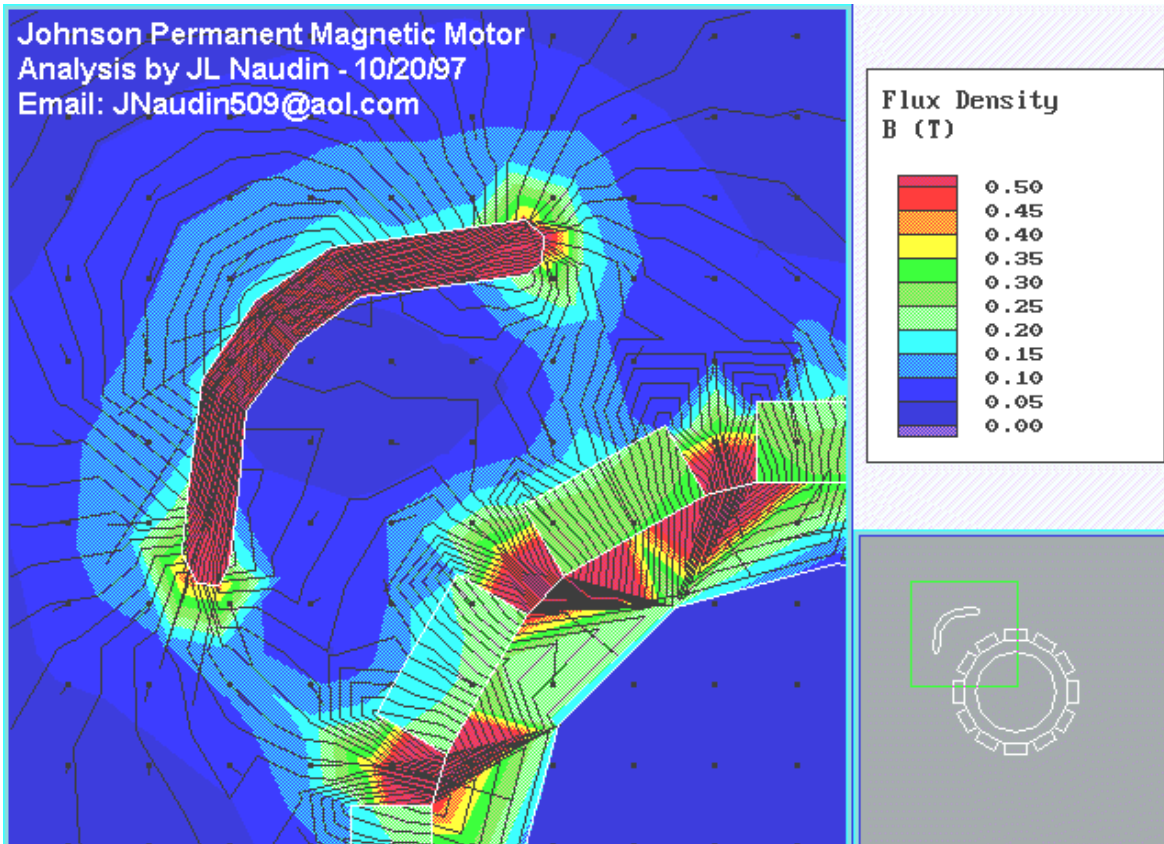 Johnson Permanent Magnetic Motor
Analysis by JL Naudin - 10/20/97
Email: JNaudin509@aol.com
Flux Density
B (T)
0.50
0.45
0.40
0.35
0.30
0.25
0.20
0.15
0.10
0.05
0.00